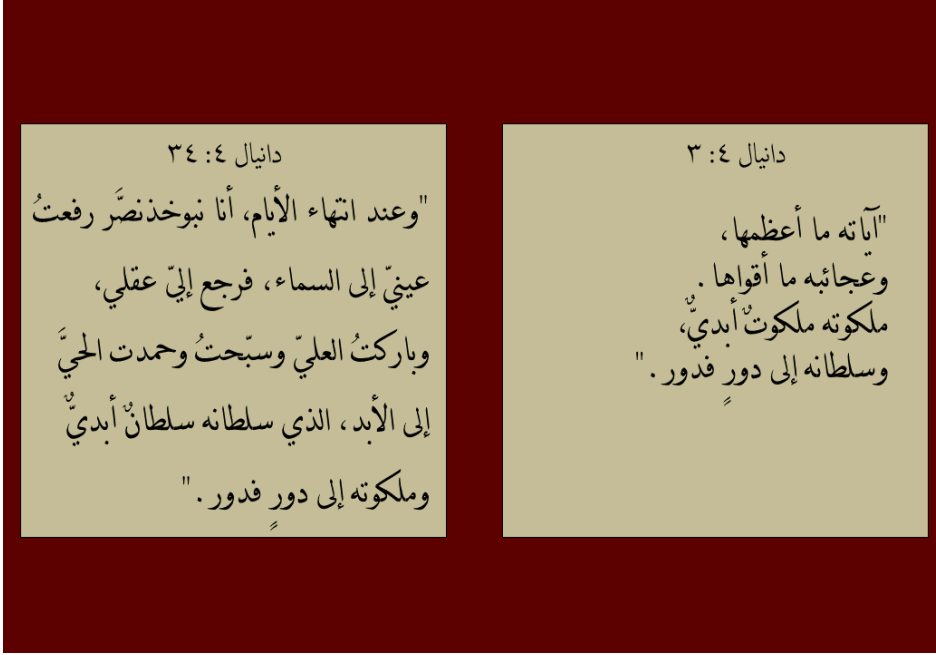 دانيال ٤: ٣
"آياته ما أعظمها،
وعجائبه ما أقواها .
ملكوته ملكوتٌ أبديٌّ،
وسلطانه إلى دورٍ فدور . "
دانيال ٤: ٣٤
"وعند انتهاء الأيام، أنا نبوخذنصَّر رفعتُ
عينيّ إلى السماء، فرجع إليّ عقلي،
وباركتُ العليّ وسبّحتُ وحمدت الحيَّ
إلى الأبد، الذي سلطانه سلطانٌ أبديٌّ
وملكوته إلى دورٍ فدور . "